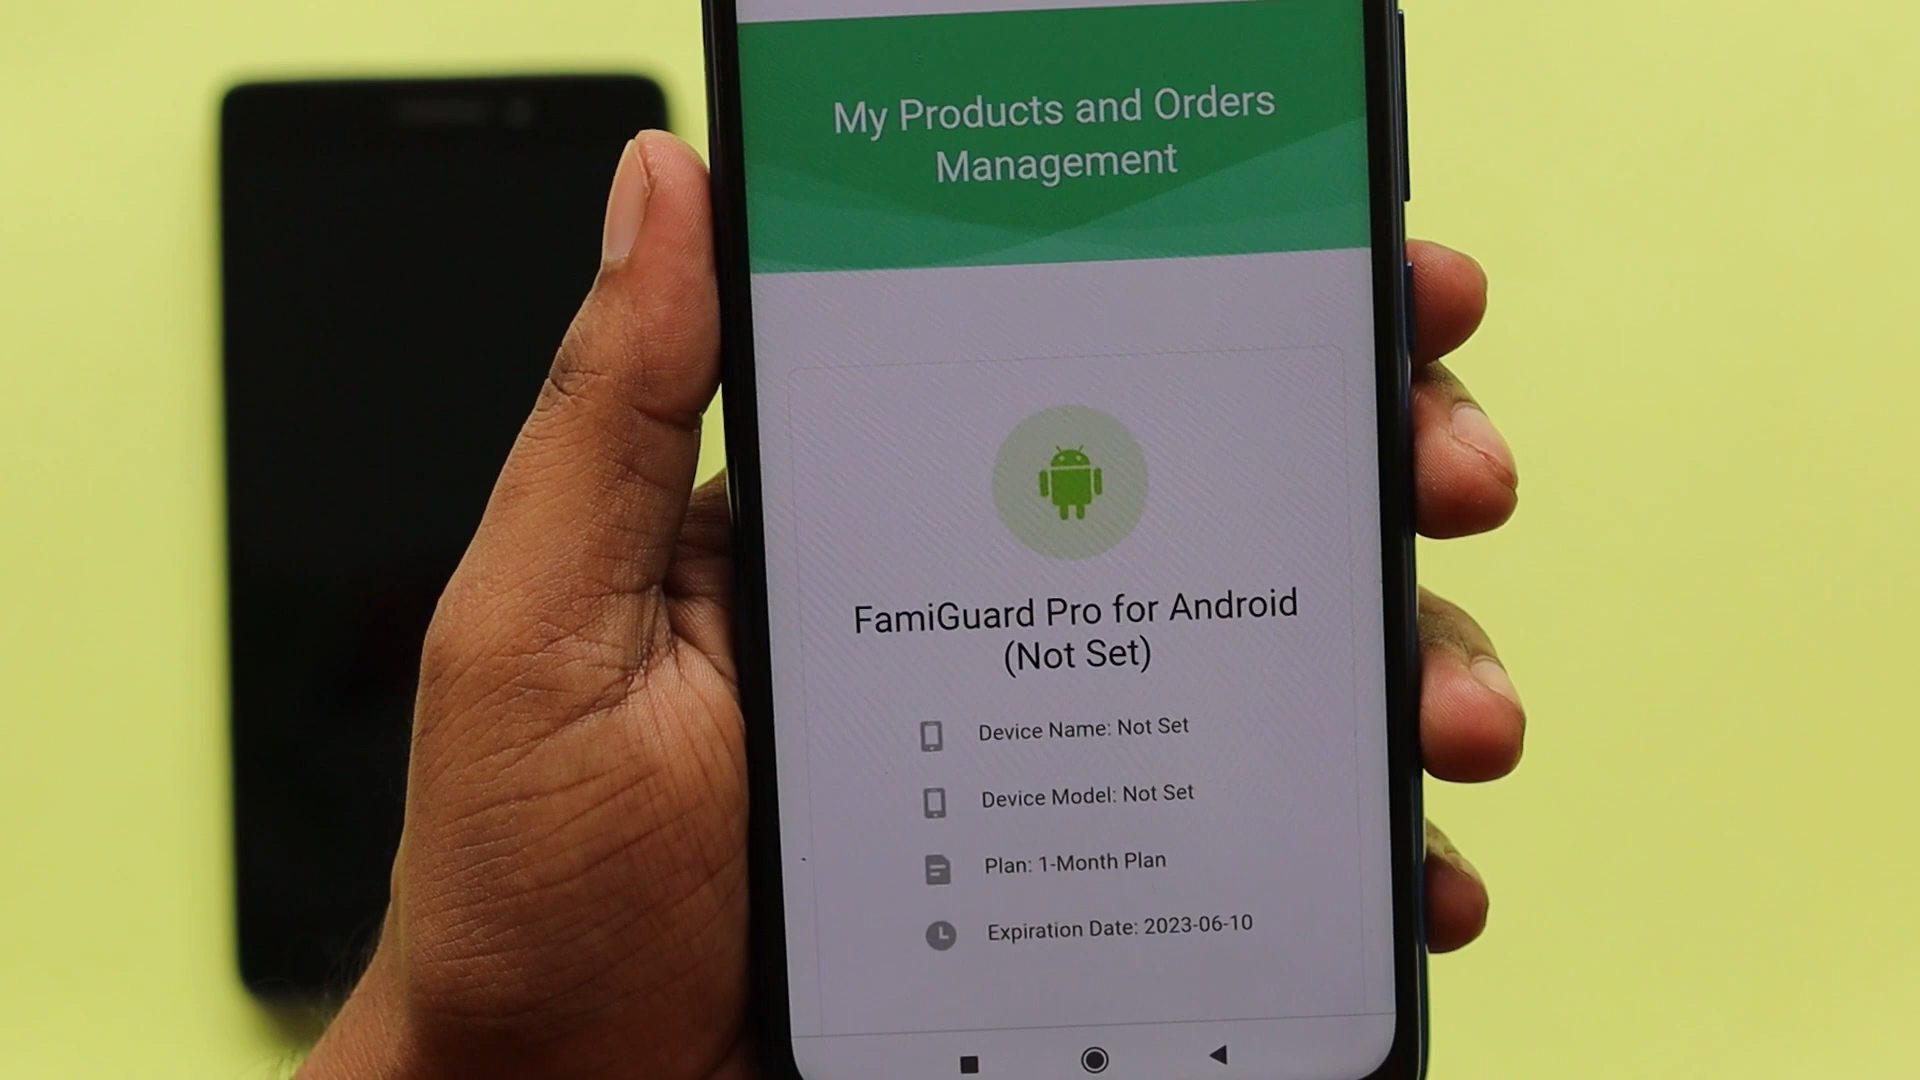 My Products and Orders
Management
FamiGuard Pro for Android
(Not Set)
Device Name: Not Set
Device Model: Not Set
Plan: 1-Month Plan
Expiration Date: 2023-06-10